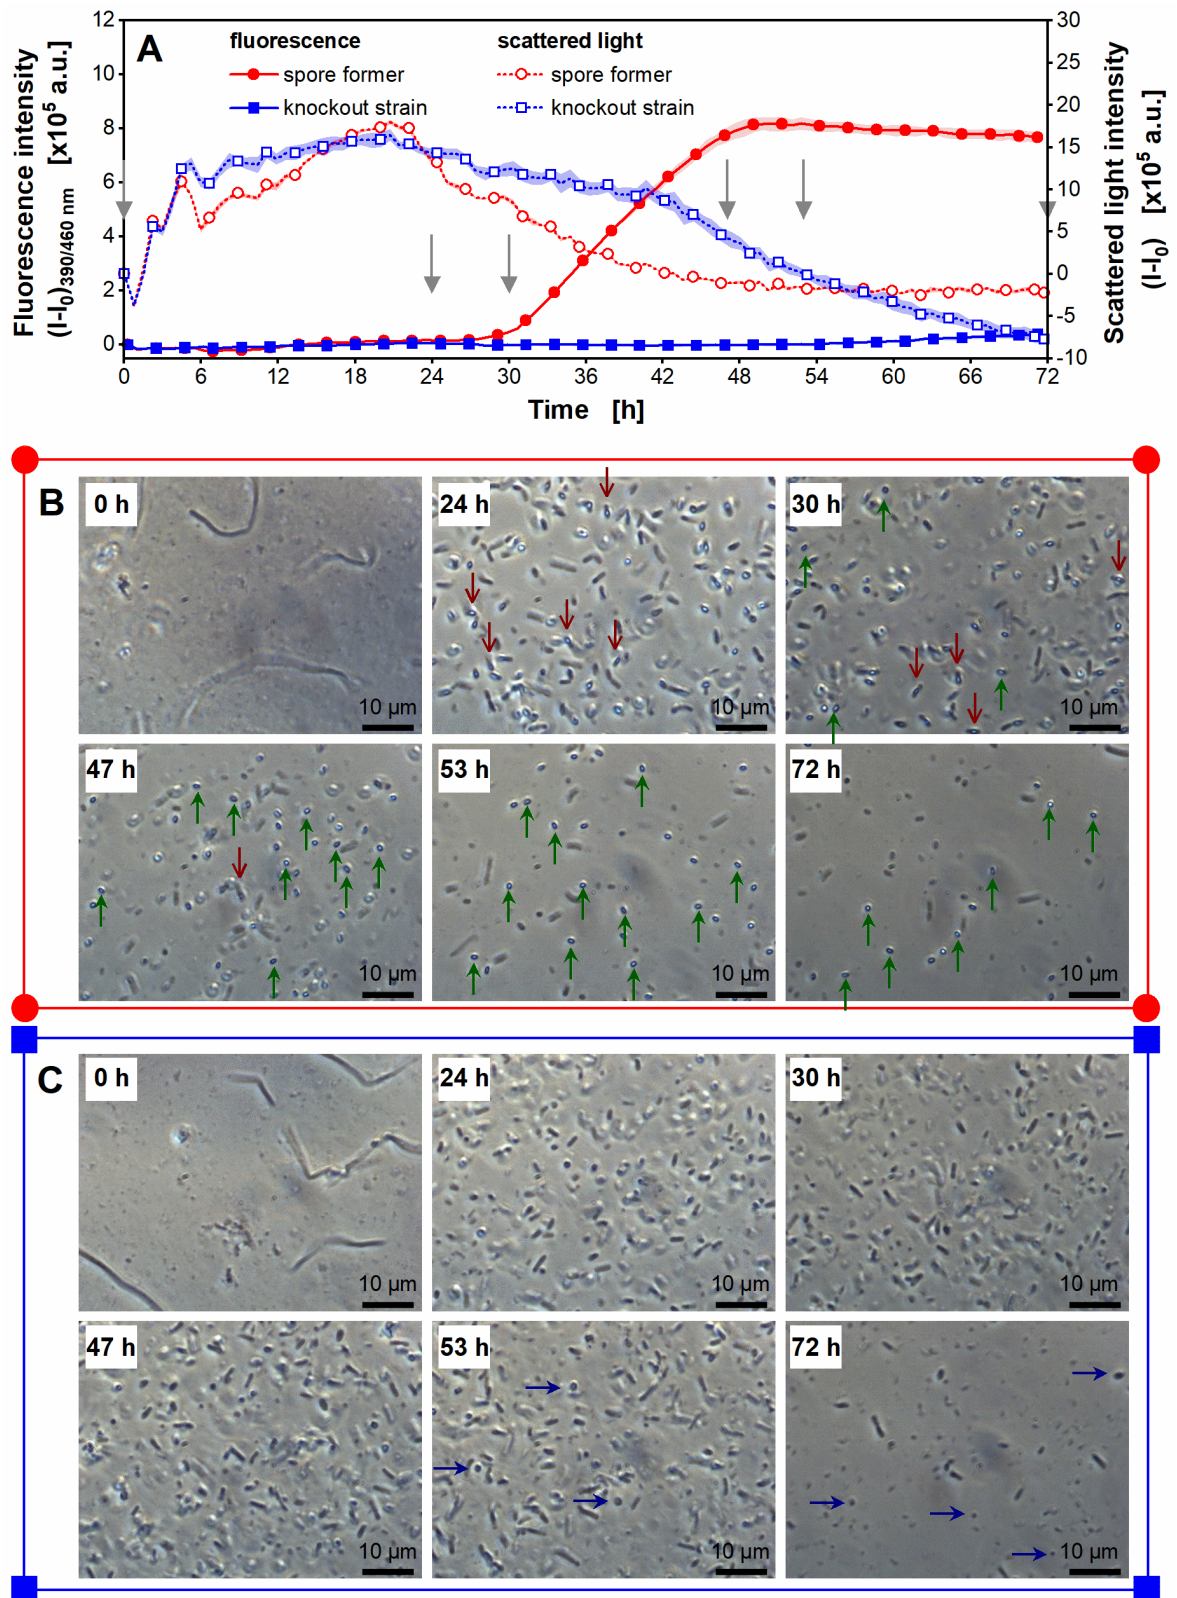 A
fluorescence
scattered light
spore former
spore former
knockout strain
knockout strain
Fluorescence intensity
(I-I0)390/460 nm [x10^5 a.u.]
12
10
8
6
4
2
0
30
25
20
15
10
5
0
-5
-10
Scattered light intensity
(I-I0) [x10^5 a.u.]
0 6 12 18 24 30 36 42 48 54 60 66 72
Time [h]
B
0 h
10 µm
24 h
10 µm
30 h
10 µm
47 h
10 µm
53 h
10 µm
72 h
10 µm
C
0 h
10 µm
24 h
10 µm
30 h
10 µm
47 h
10 µm
53 h
10 µm
72 h
10 µm